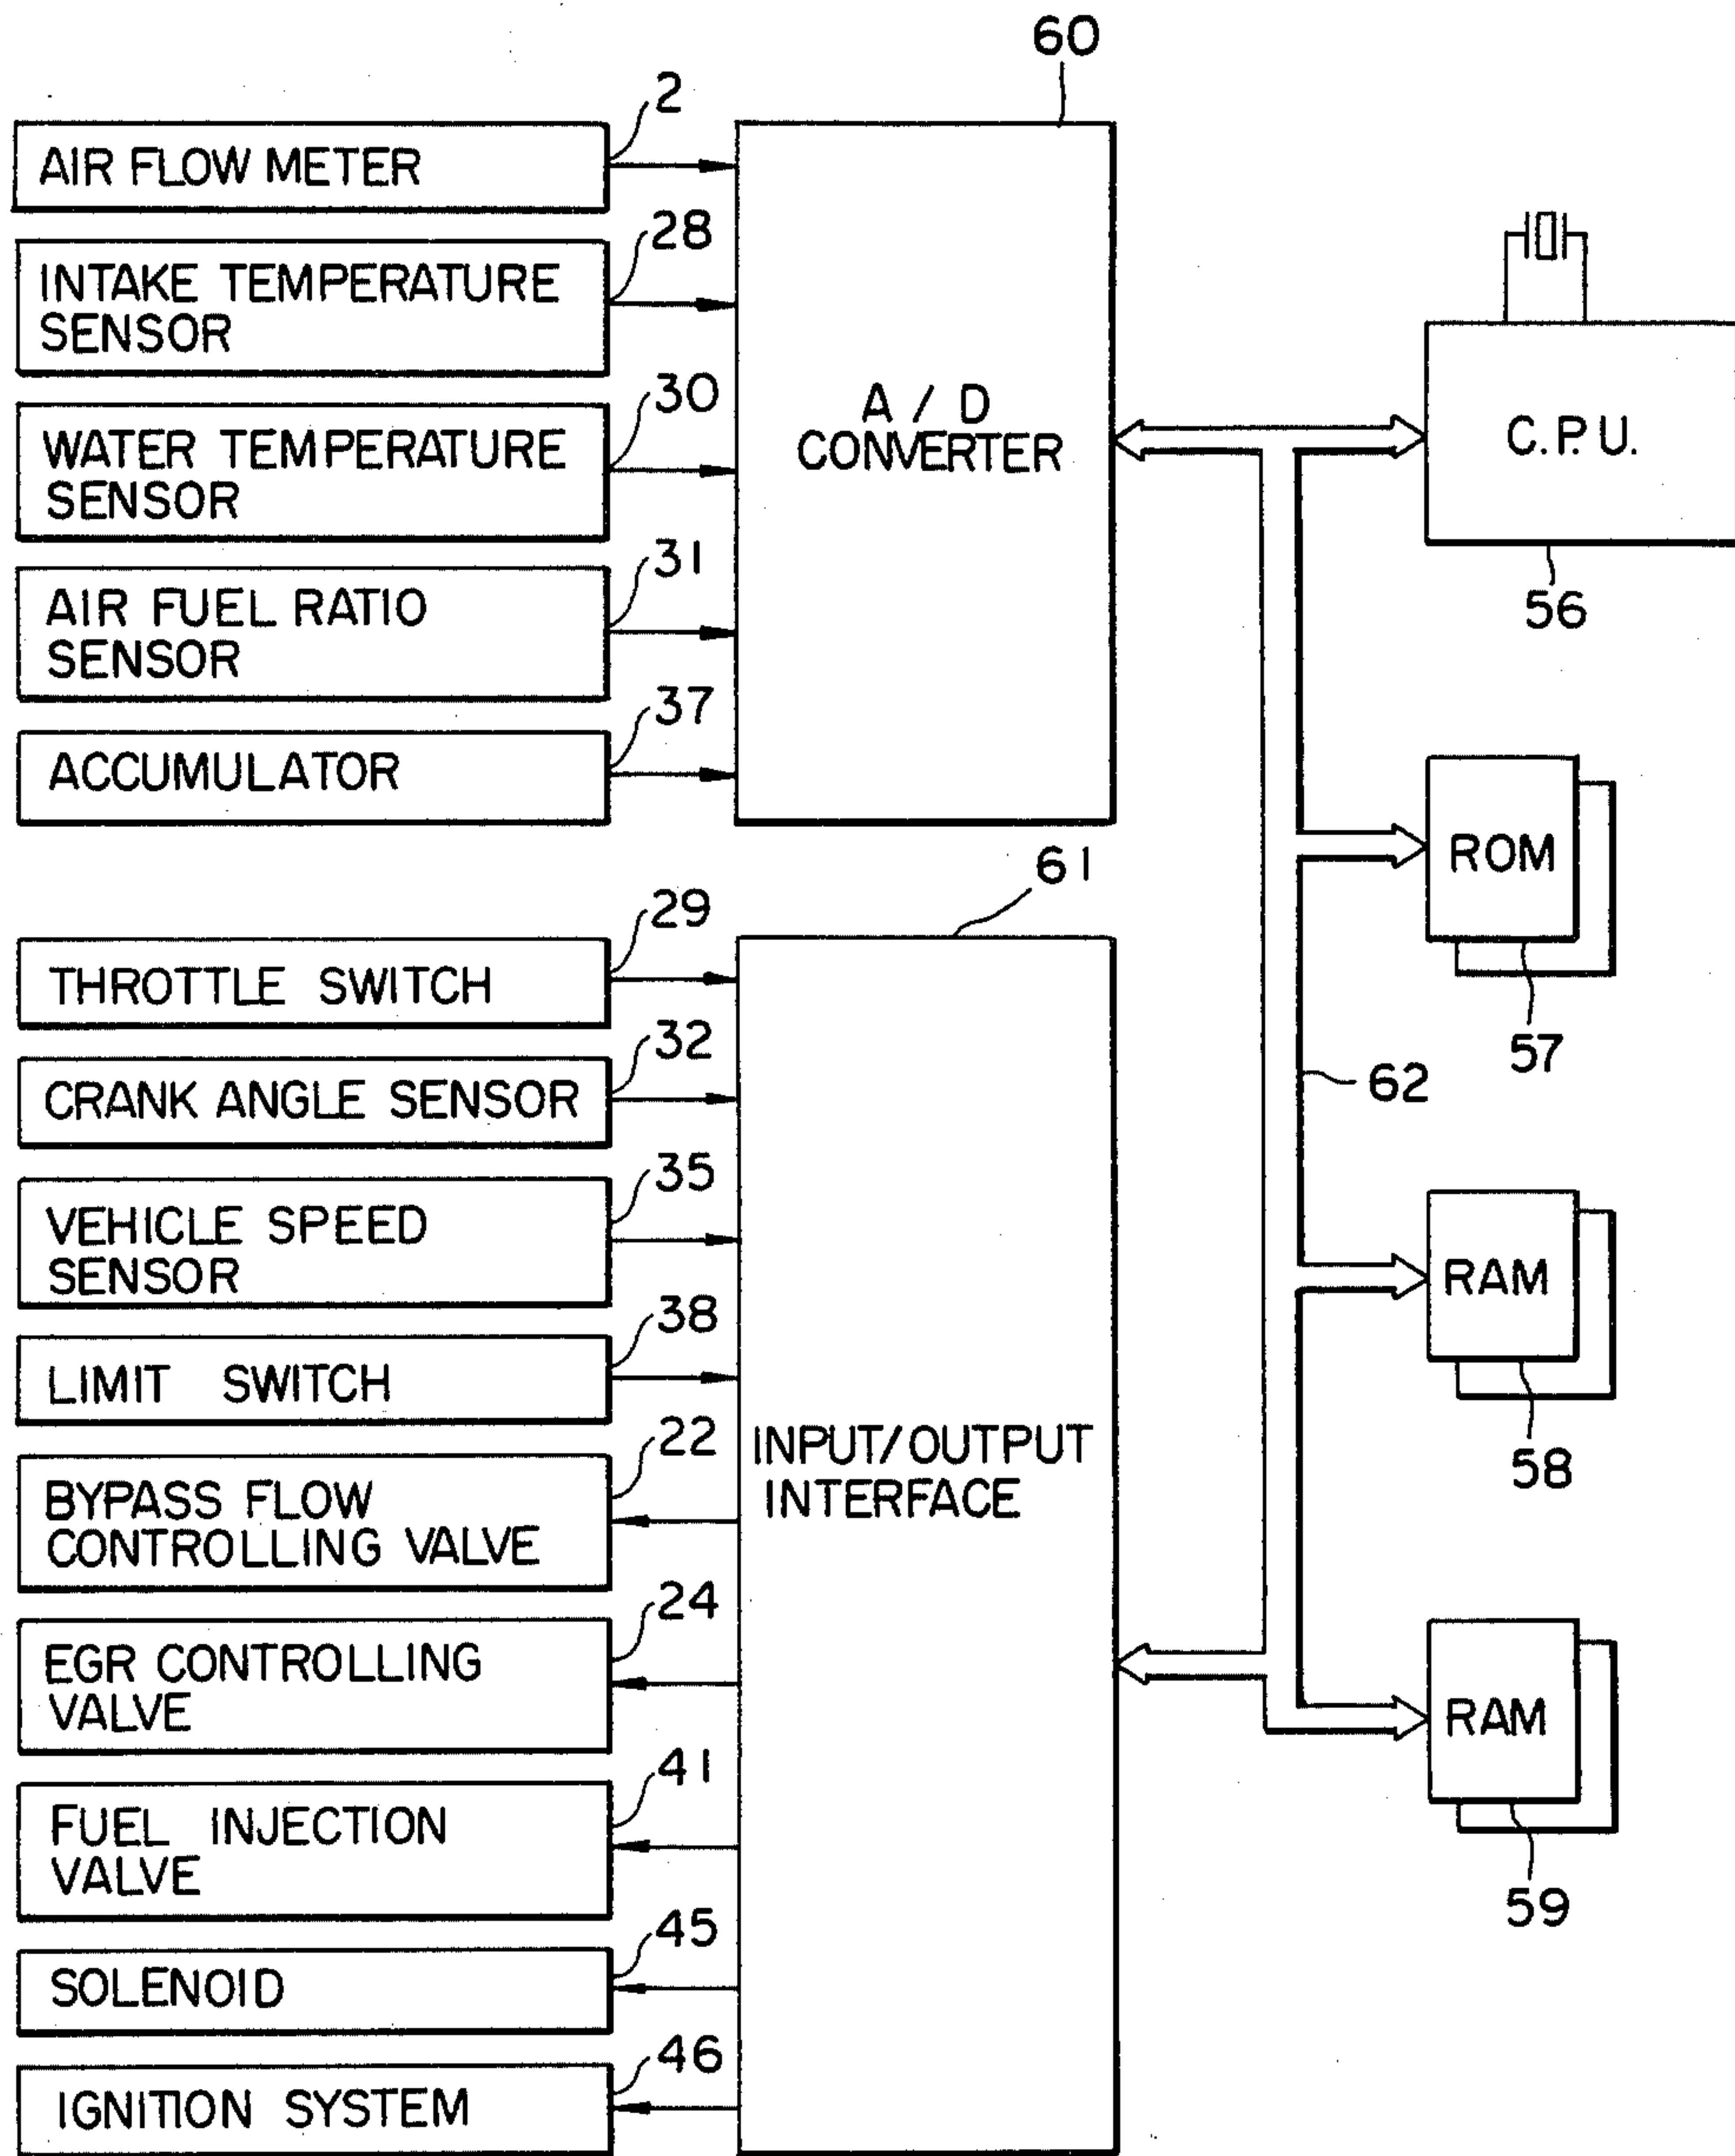 60
2
AIR FLOW METER
28
INTAKE TEMPERATURE
SENSOR
30
WATER TEMPERATURE
SENSOR
31
AIR FUEL RATIO
SENSOR
37
ACCUMULATOR
A / D
CONVERTER
C.P.U.
56
ROM
57
61
29
THROTTLE SWITCH
32
CRANK ANGLE SENSOR
62
35
VEHICLE SPEED
SENSOR
38
LIMIT SWITCH
22
BYPASS FLOW
CONTROLLING VALVE
24
EGR CONTROLLING
VALVE
41
FUEL INJECTION
VALVE
45
SOLENOID
46
IGNITION SYSTEM
INPUT/OUTPUT
INTERFACE
RAM
58
RAM
59